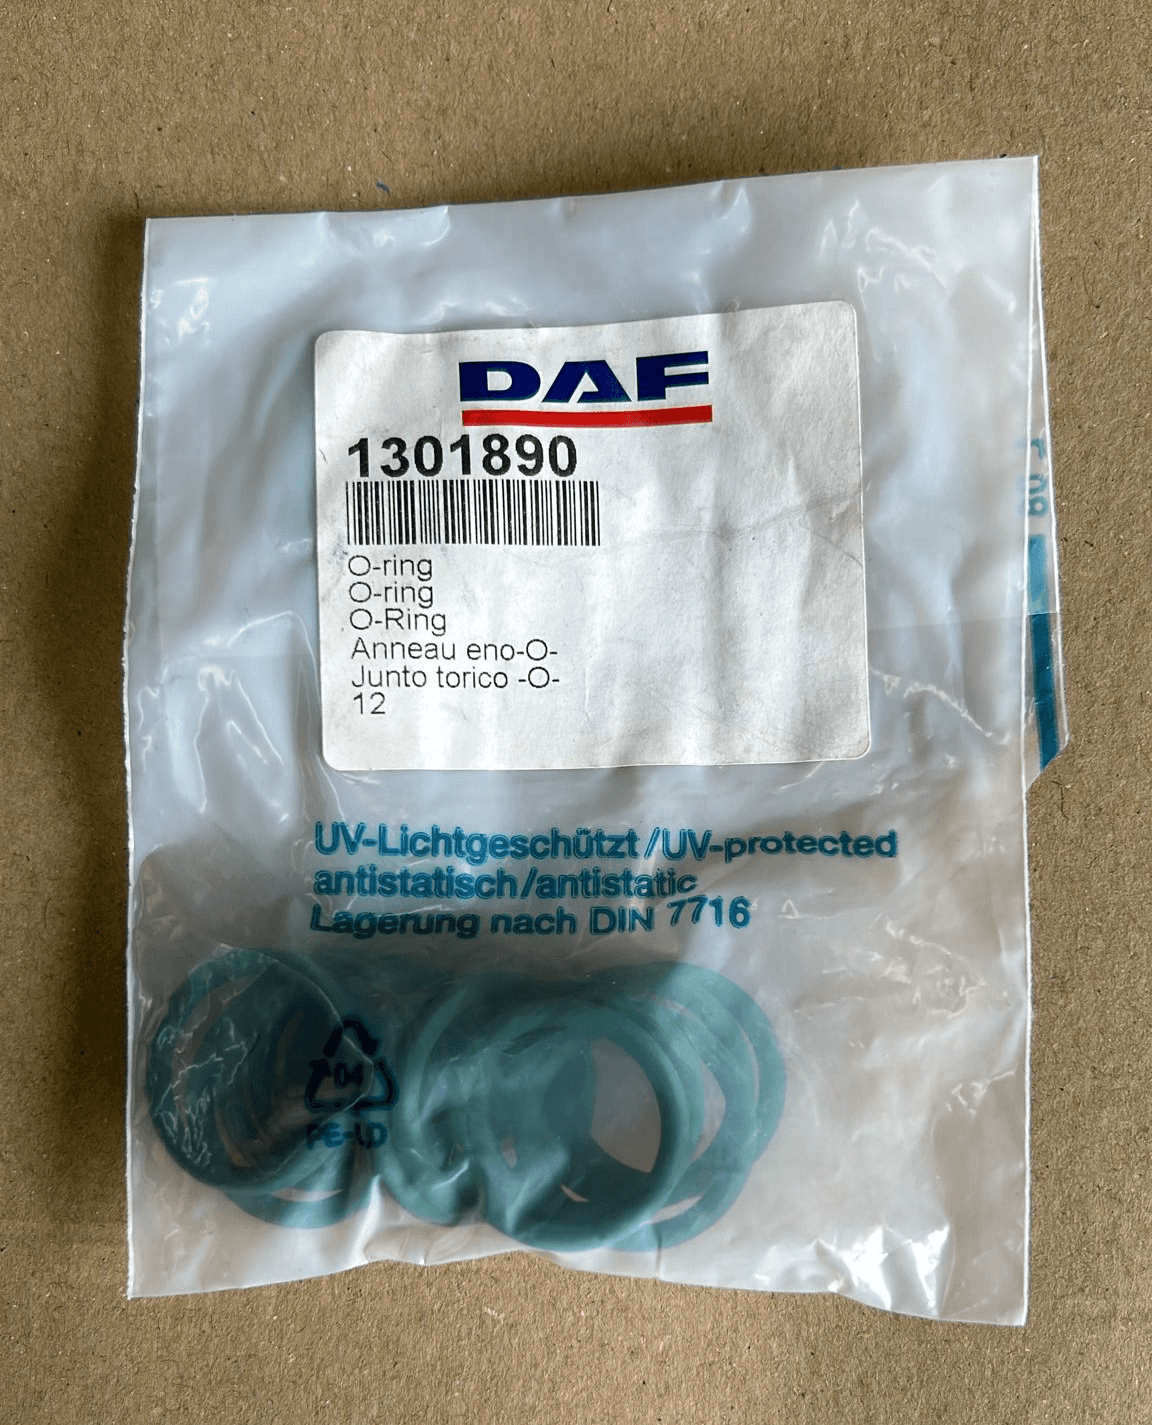 DAF
1301890
O-ring
O-ring
O-Ring
Anneau eno-O-
Junto torico -O-
12
UV-Lichtgeschützt/UV-protected
antistatisch/antistatic
Lagerung nach DIN 7716
04
PE-LD